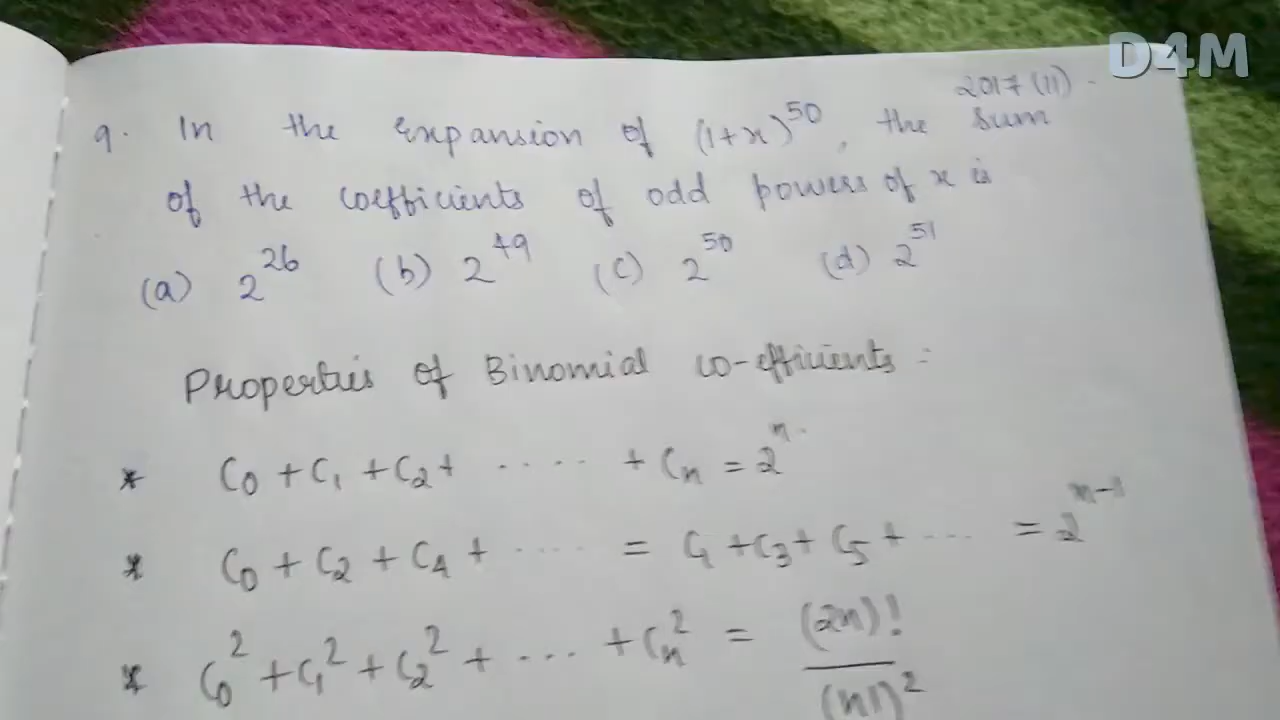 D4M
2017 (II) -
9. In the expansion of (1+x)^50, the sum
of the coefficients of odd powers of x is
(a) 2^26 (b) 2^49 (c) 2^50 (d) 2^51
Properties of Binomial co-efficients :
* C0 + C1 + C2 + ..... + Cn = 2^n.
* C0 + C2 + C4 + ..... = C1 + C3 + C5 + .... = 2^n-1
* C0^2 + C1^2 + C2^2 + .... + Cn^2 = (2n)!
(n!)^2